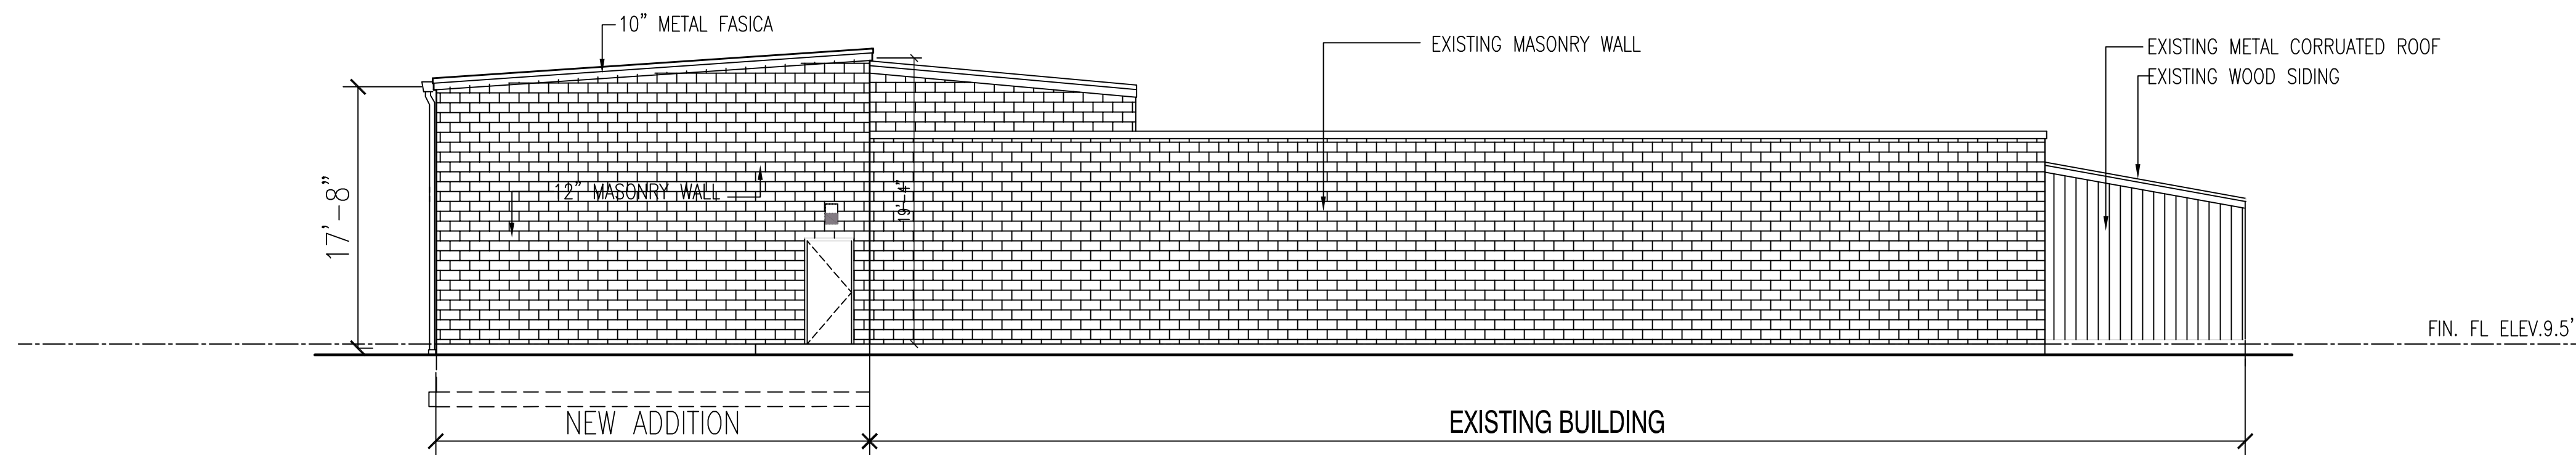 10" METAL FASICA
EXISTING MASONRY WALL
EXISTING METAL CORRUATED ROOF
EXISTING WOOD SIDING
17'-8"
12" MASONRY WALL
19'-4"
FIN. FL ELEV.9.5'
NEW ADDITION
EXISTING BUILDING